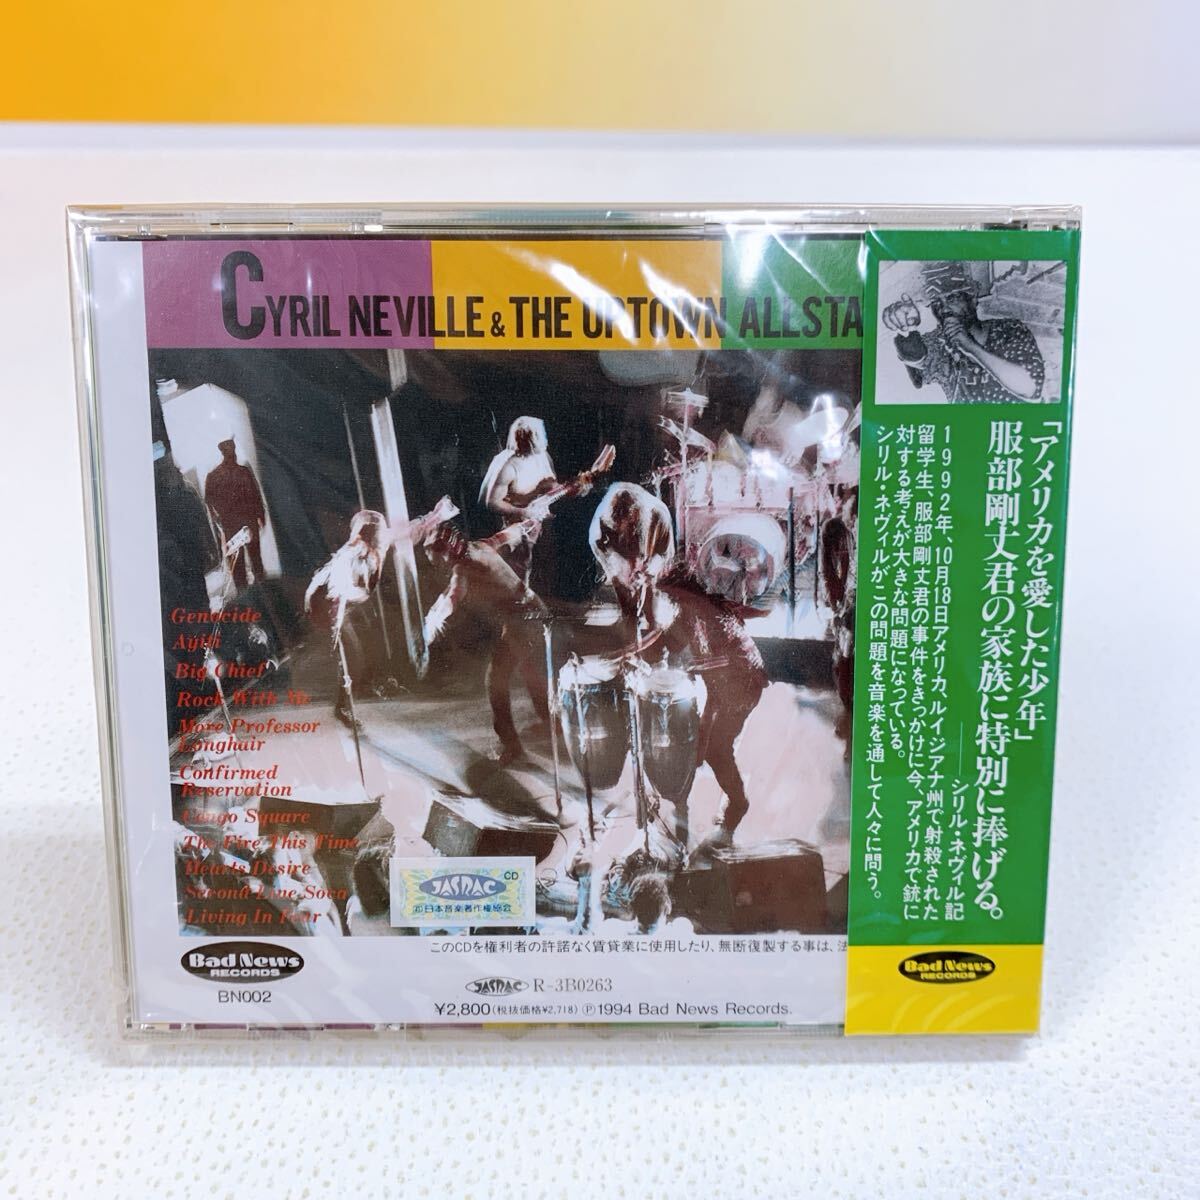 CYRIL NEVILLE & THE UPTOWN ALLSTA
Genocide
Ayiti
Big Chief
Rock With Me
More Professor
Longhair
Confirmed
Reservation
Congo Square
The Fire This Time
Hearts Desire
Second Line Soca
Living In Fear
JASRAC
CD
日本音楽著作権協会
このCDを権利者の許諾なく賃貸業に使用したり、無断複製する事は、法
Bad News
RECORDS
BN002
JASRAC R-3B0263
¥2,800(税抜価格¥2,718) Ⓟ1994 Bad News Records.
「アメリカを愛した少年」
服部剛丈君の家族に特別に捧げる。
——シリル・ネヴィル記
1992年、10月18日アメリカ、ルイジアナ州で射殺された
留学生、服部剛丈君の事件をきっかけに今、アメリカで銃に
対する考えが大きな問題になっている。
シリル・ネヴィルがこの問題を音楽を通して人々に問う。
Bad News
RECORDS